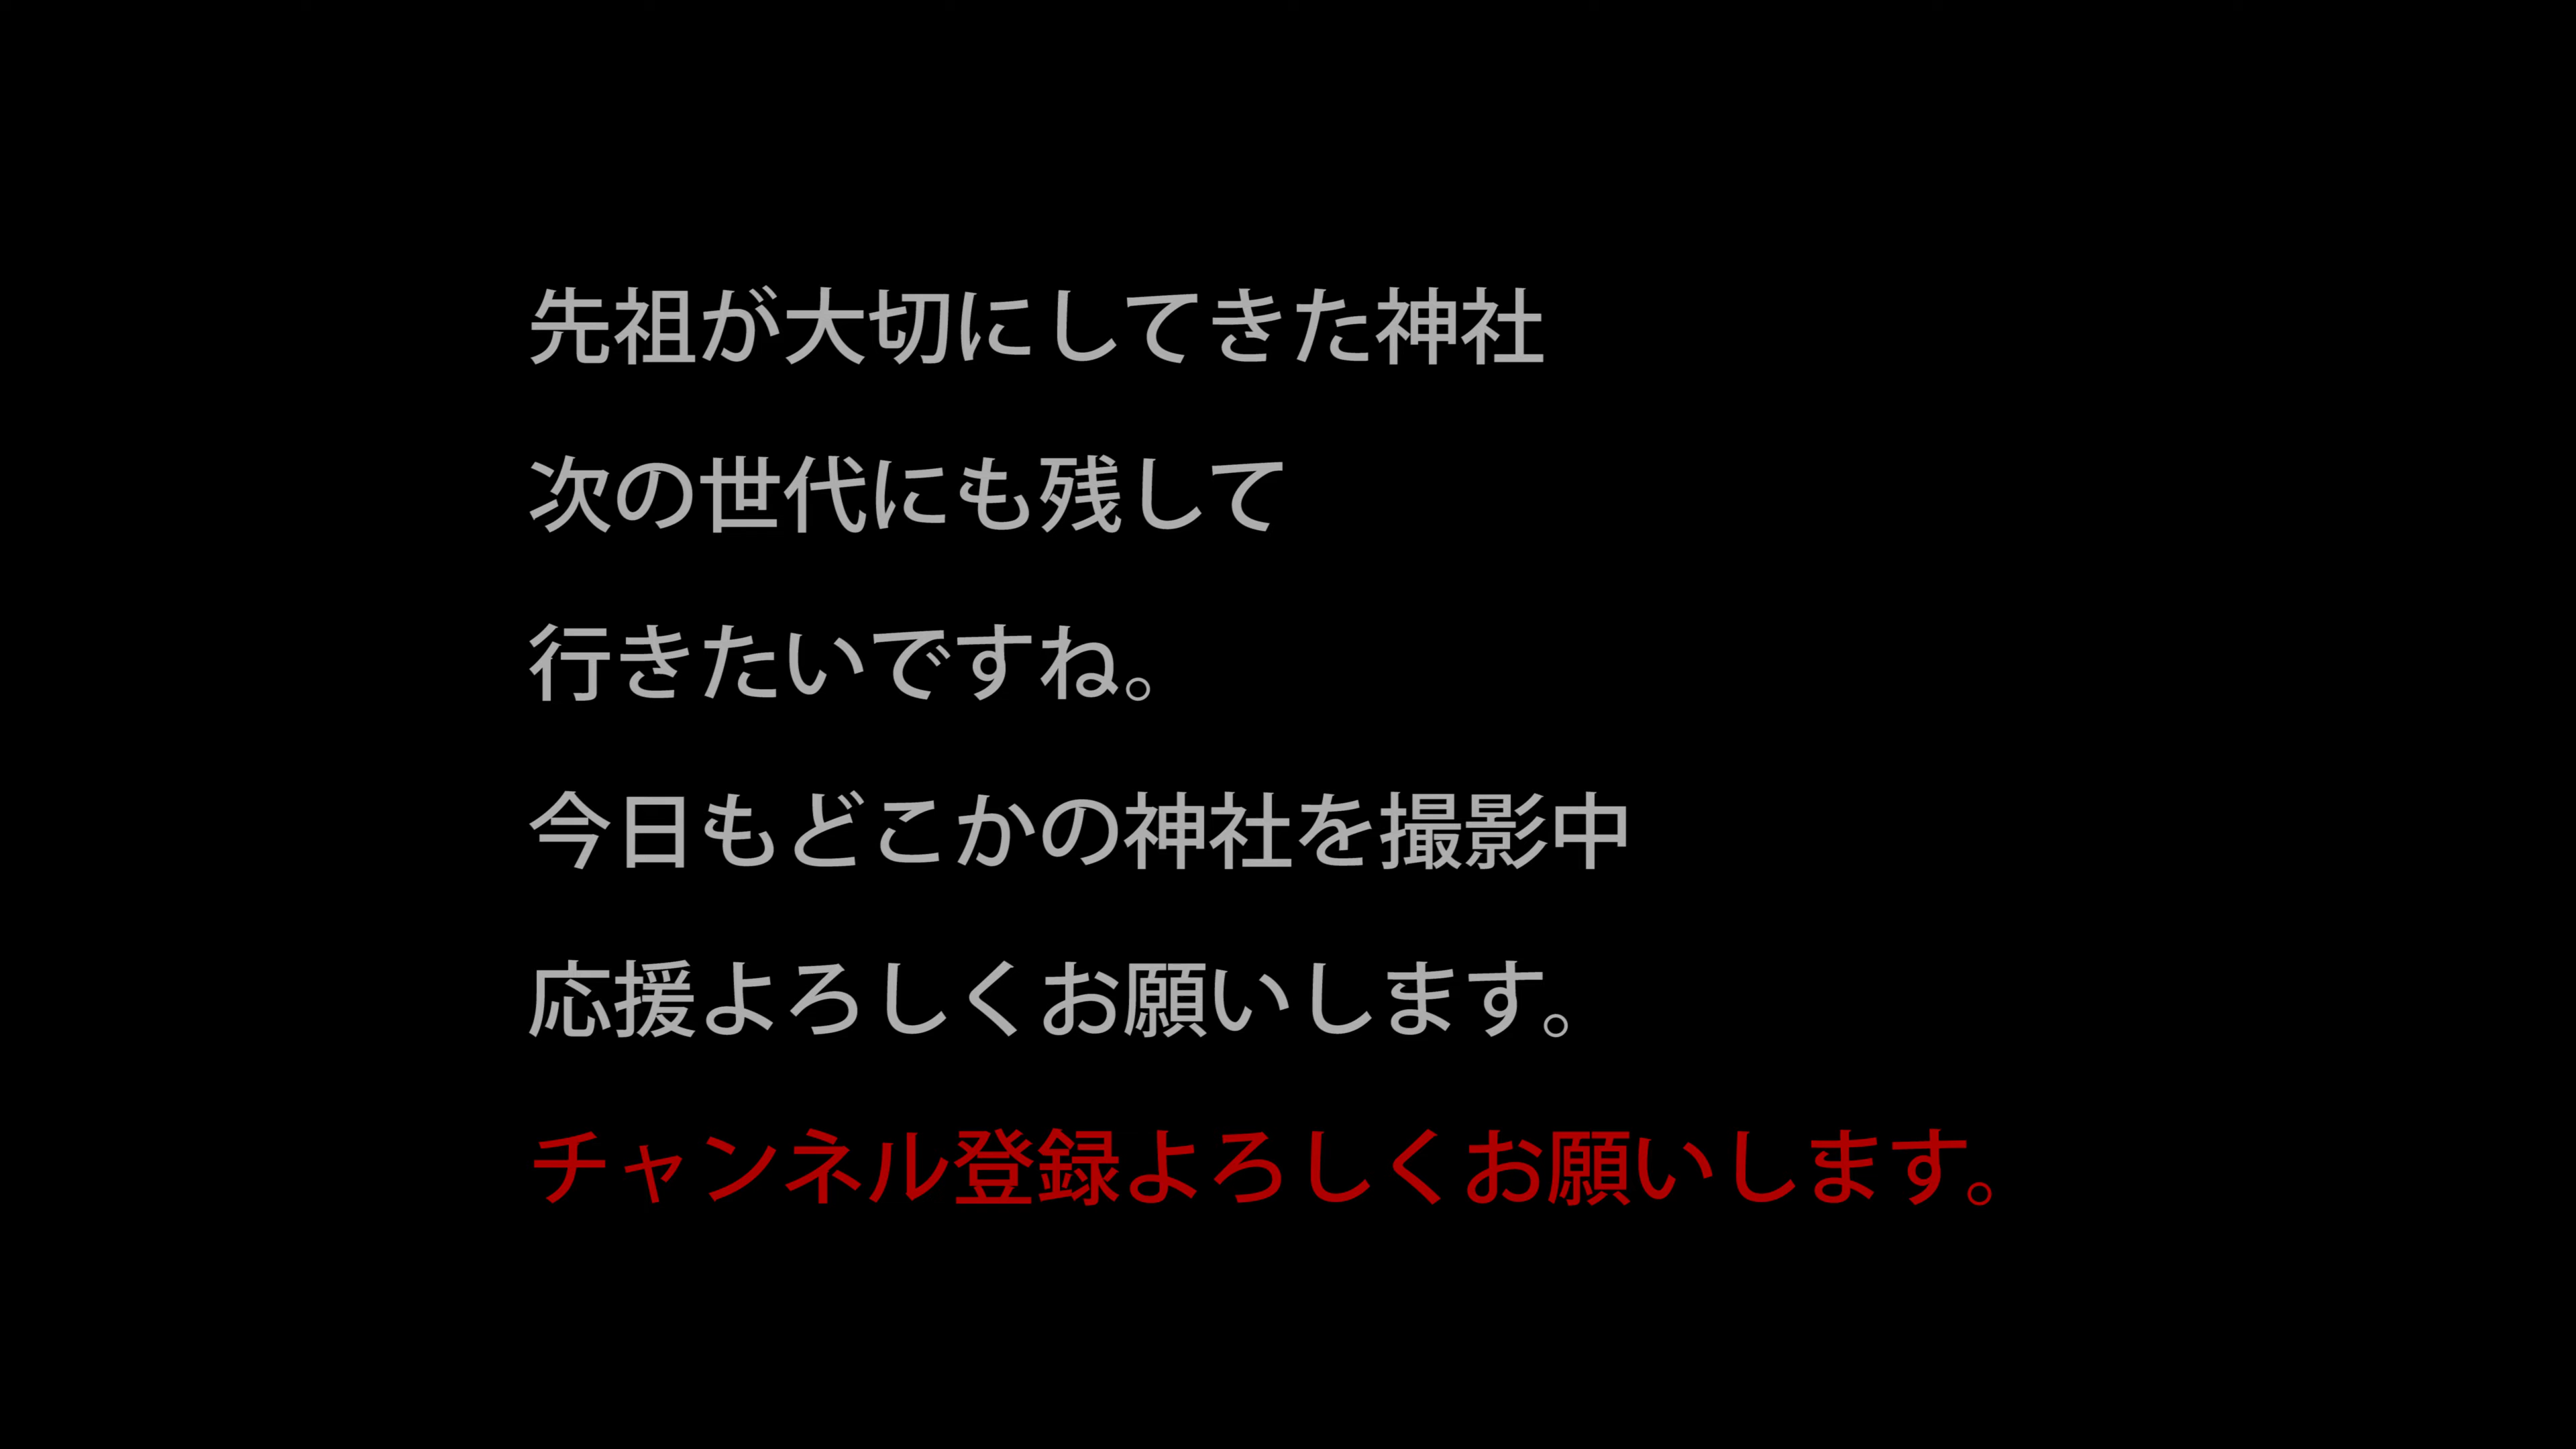 先祖が大切にしてきた神社
次の世代にも残して
行きたいですね。
今日もどこかの神社を撮影中
応援よろしくお願いします。
チャンネル登録よろしくお願いします。